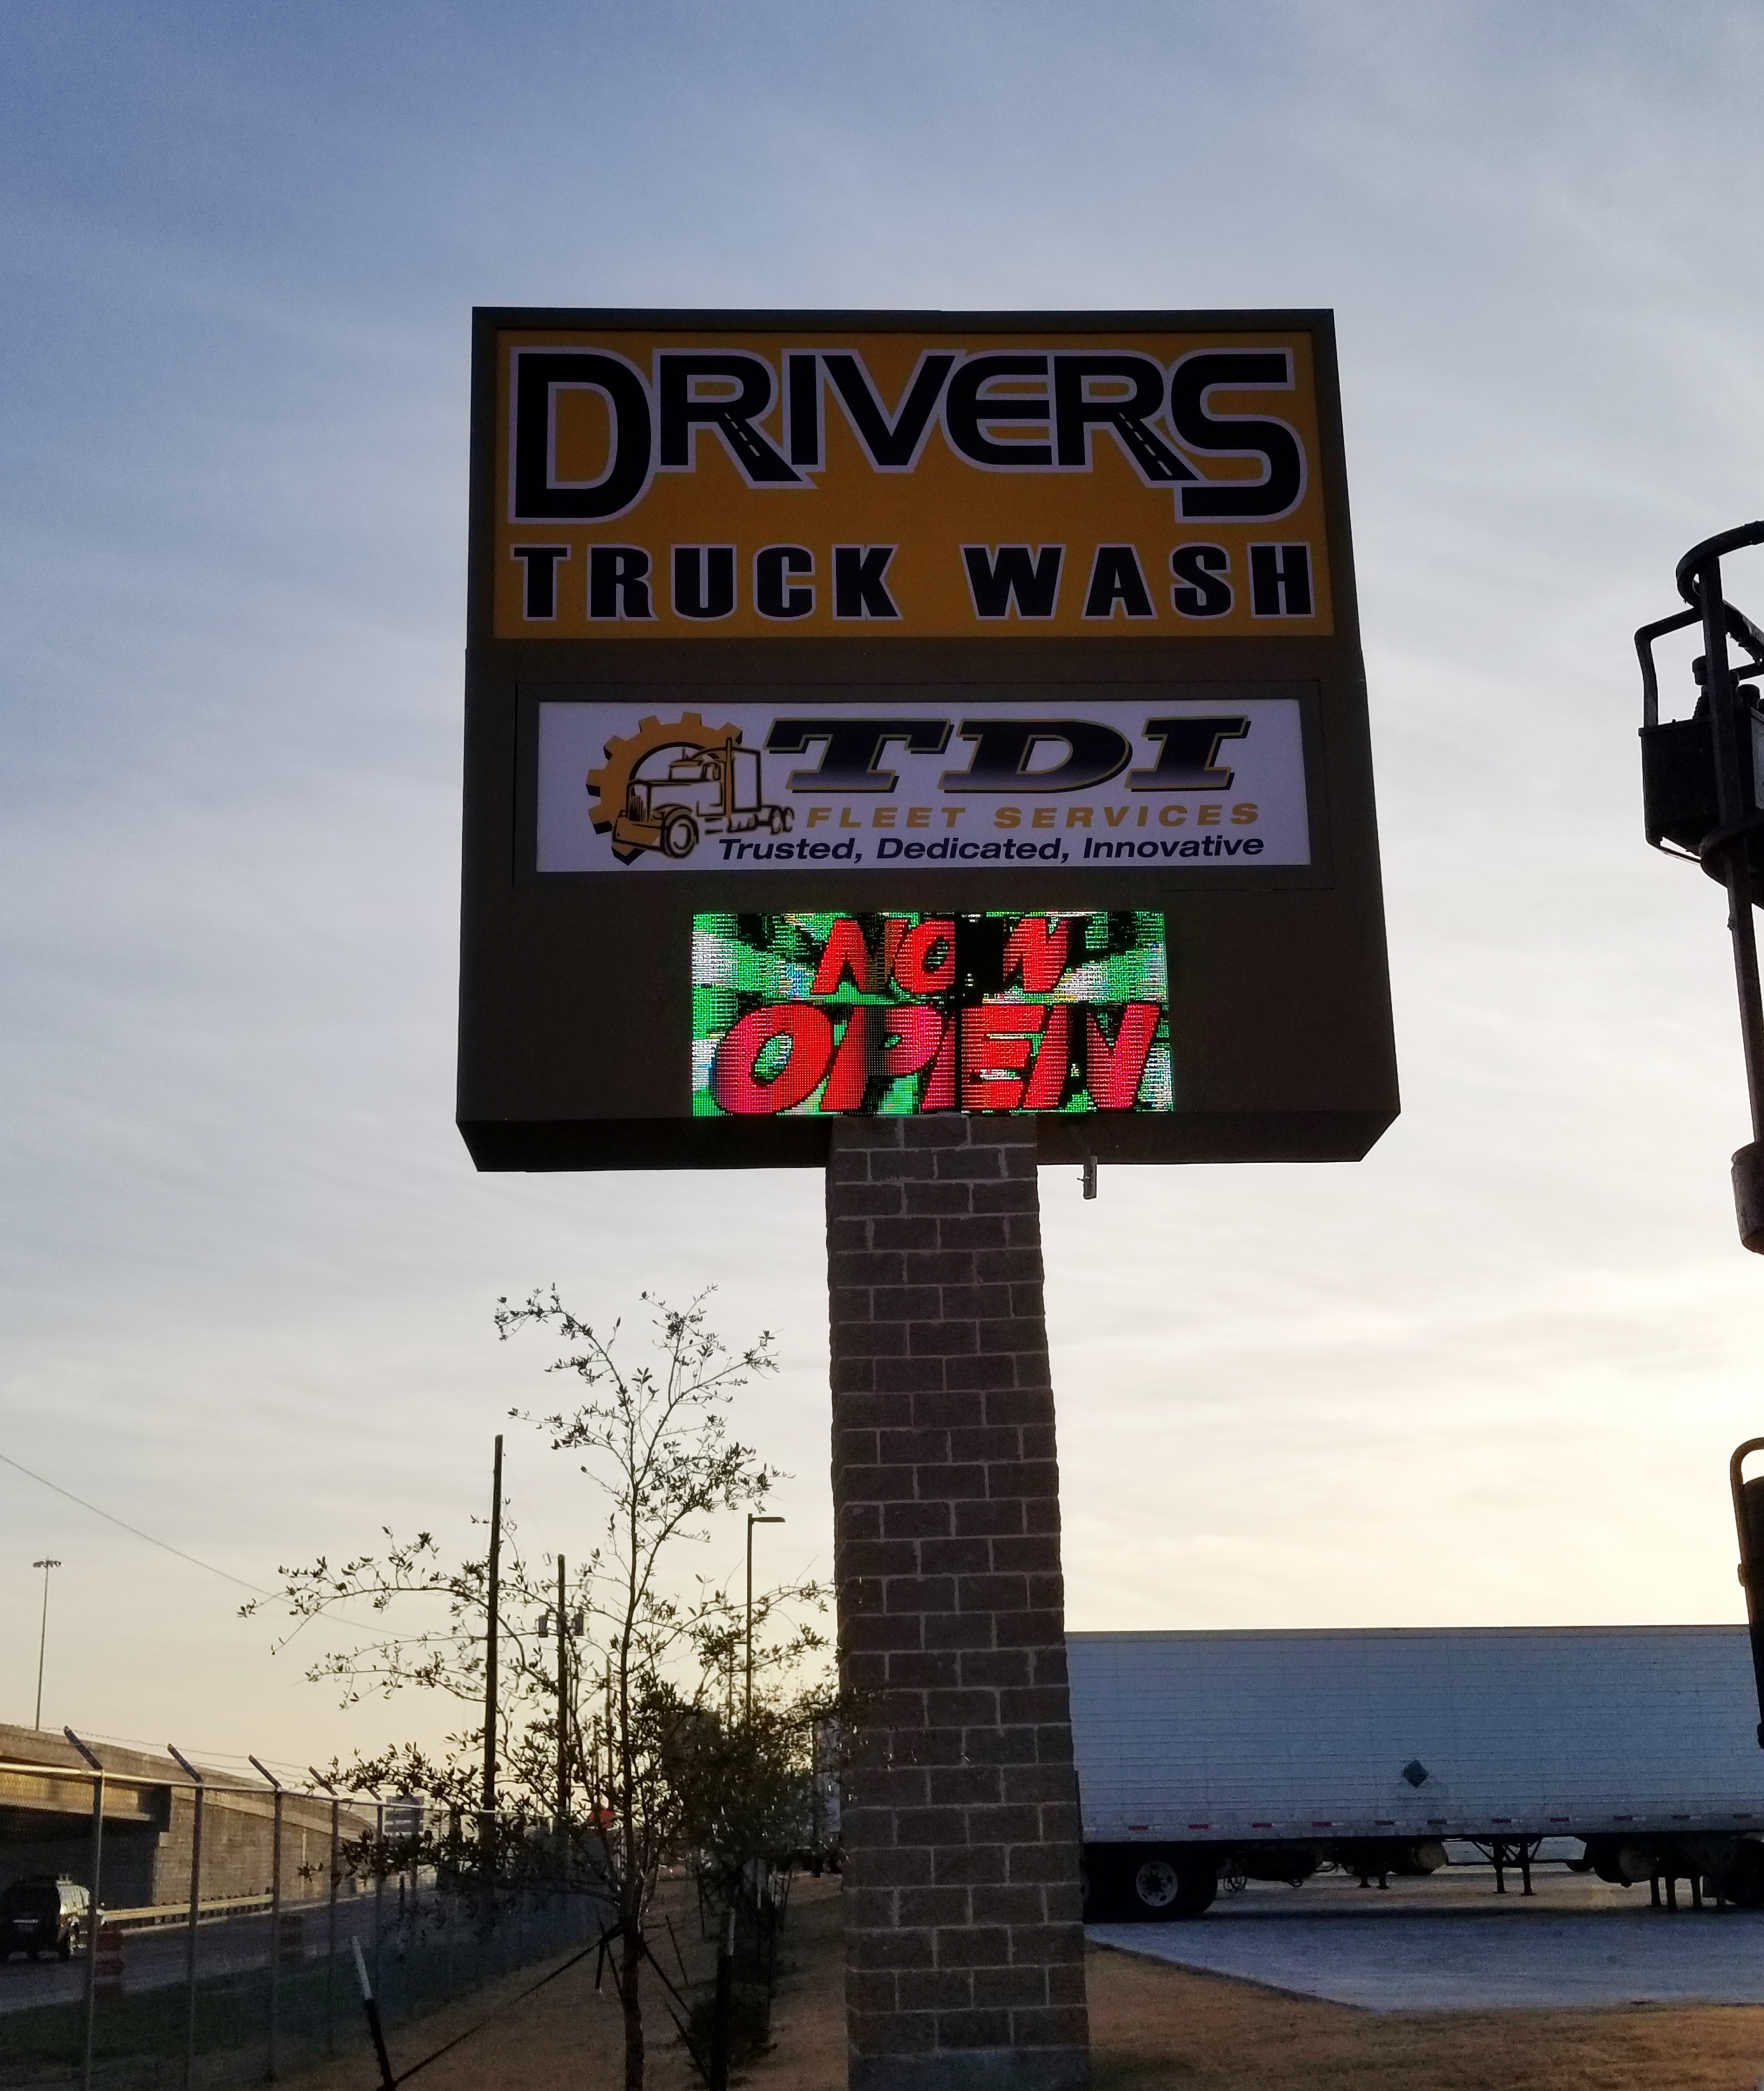 DRIVERS
TRUCK WASH
TDI
FLEET SERVICES
Trusted, Dedicated, Innovative
NOW
OPEN